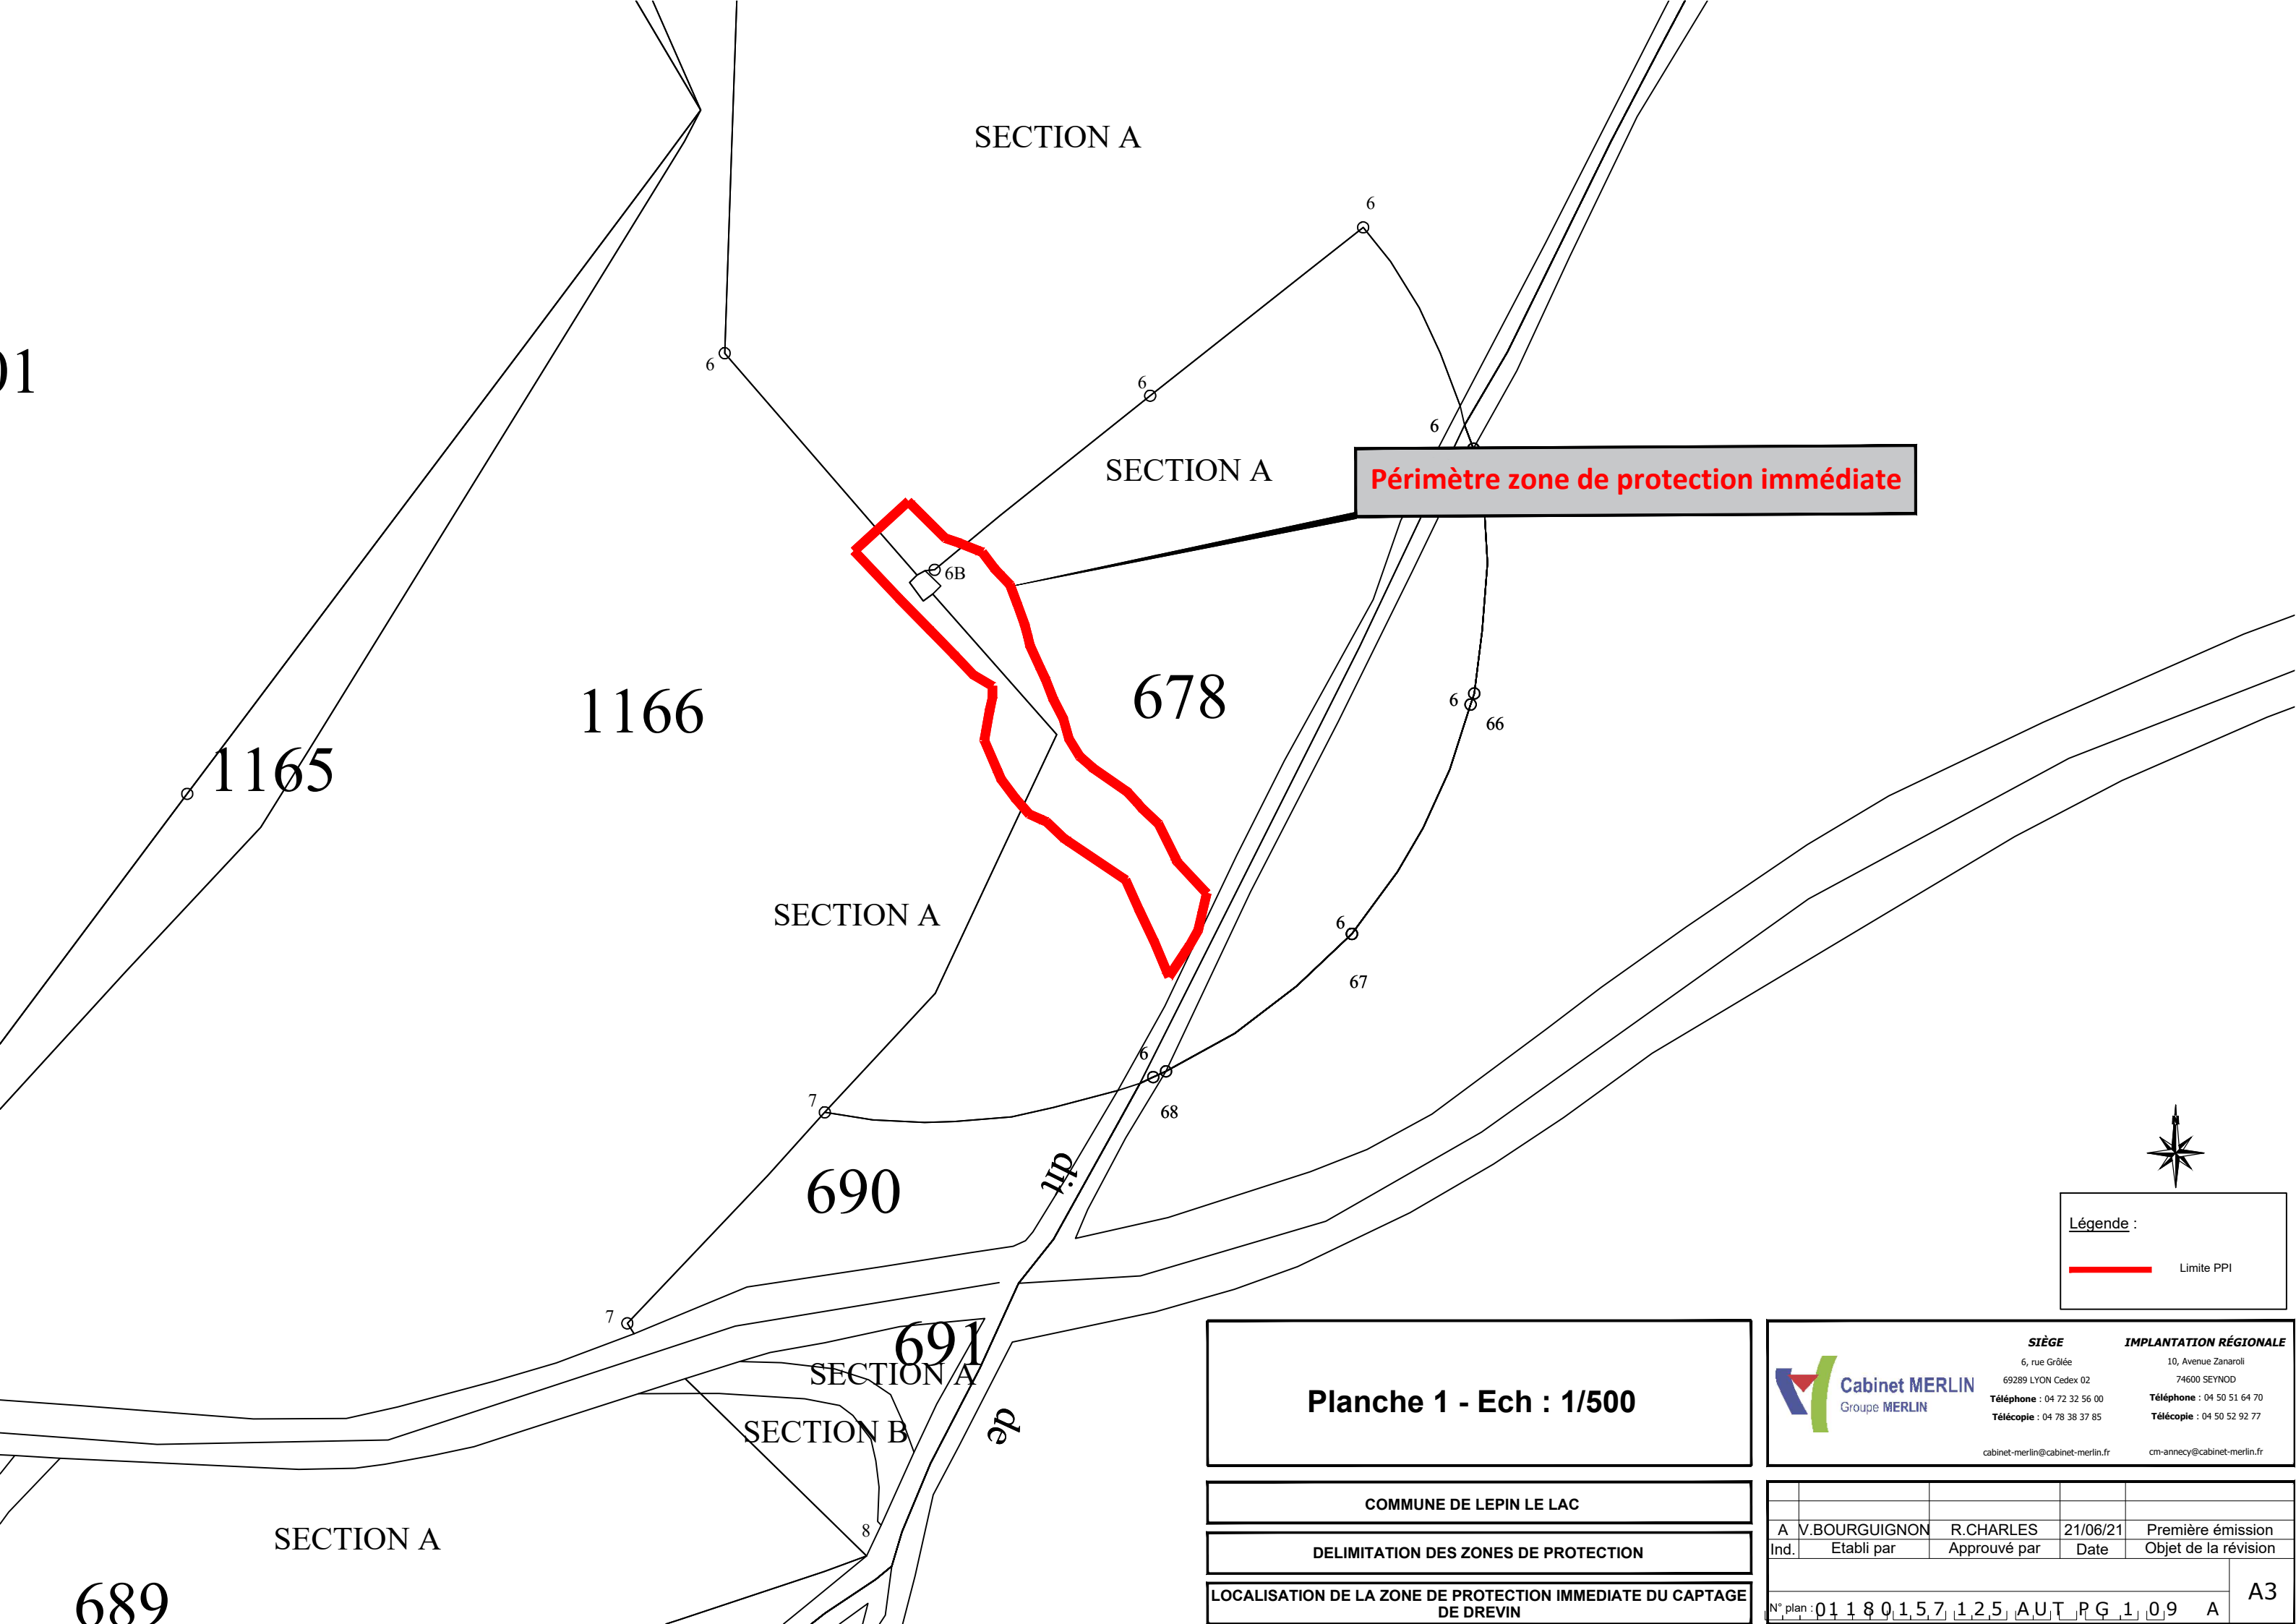 SECTION A
6
01
6
6
6
SECTION A
Périmètre zone de protection immédiate
6B
678
1166
6
66
1165
SECTION A
6
67
6
7
68
dit
690
7
691
SECTION A
SECTION B
de
8
SECTION A
689
N
Légende :
Limite PPI
Planche 1 - Ech : 1/500
COMMUNE DE LEPIN LE LAC
DELIMITATION DES ZONES DE PROTECTION
LOCALISATION DE LA ZONE DE PROTECTION IMMEDIATE DU CAPTAGE
DE DREVIN
Cabinet MERLIN
Groupe MERLIN
SIÈGE
6, rue Grôlée
69289 LYON Cedex 02
Téléphone : 04 72 32 56 00
Télécopie : 04 78 38 37 85
cabinet-merlin@cabinet-merlin.fr
IMPLANTATION RÉGIONALE
10, Avenue Zanaroli
74600 SEYNOD
Téléphone : 04 50 51 64 70
Télécopie : 04 50 52 92 77
cm-annecy@cabinet-merlin.fr
A V.BOURGUIGNON R.CHARLES 21/06/21 Première émission
Ind. Etabli par Approuvé par Date Objet de la révision
N° plan : 01180157 125 AUT PG 1 09 A
A3